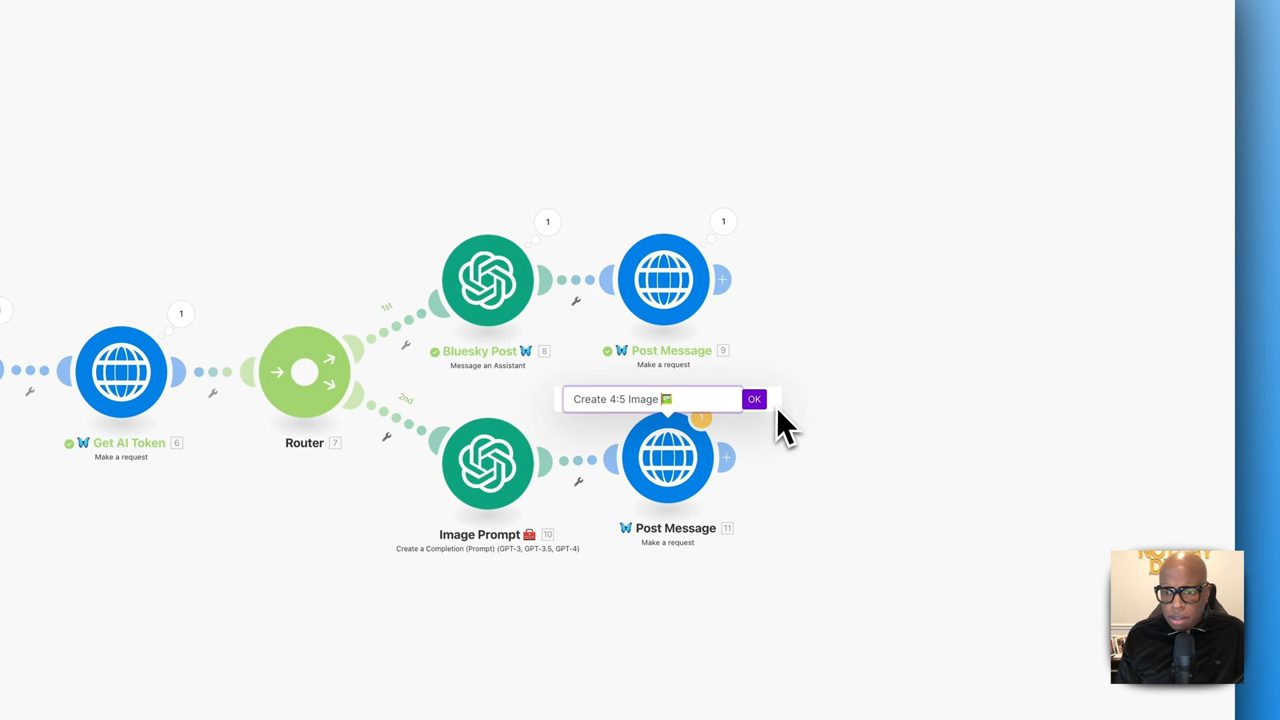 1
1
1
1st
Bluesky Post 🦋 8
Message an Assistant
🦋 Post Message 9
Make a request
2nd
Create 4:5 Image 🖼️
OK
1
🦋 Get AI Token 6
Make a request
Router 7
Image Prompt 🧰 10
Create a Completion (Prompt) (GPT-3, GPT-3.5, GPT-4)
🦋 Post Message 11
Make a request